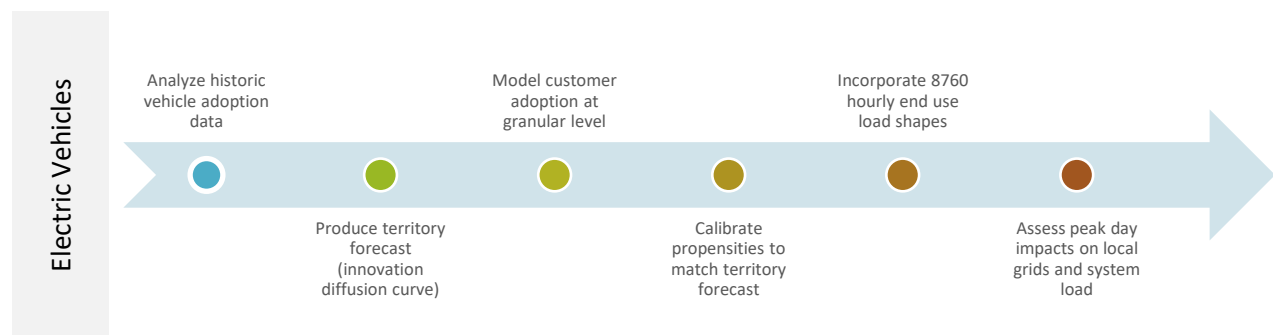 Electric Vehicles
Analyze historic
vehicle adoption
data
Produce territory
forecast
(innovation
diffusion curve)
Model customer
adoption at
granular level
Calibrate
propensities to
match territory
forecast
Incorporate 8760
hourly end use
load shapes
Assess peak day
impacts on local
grids and system
load